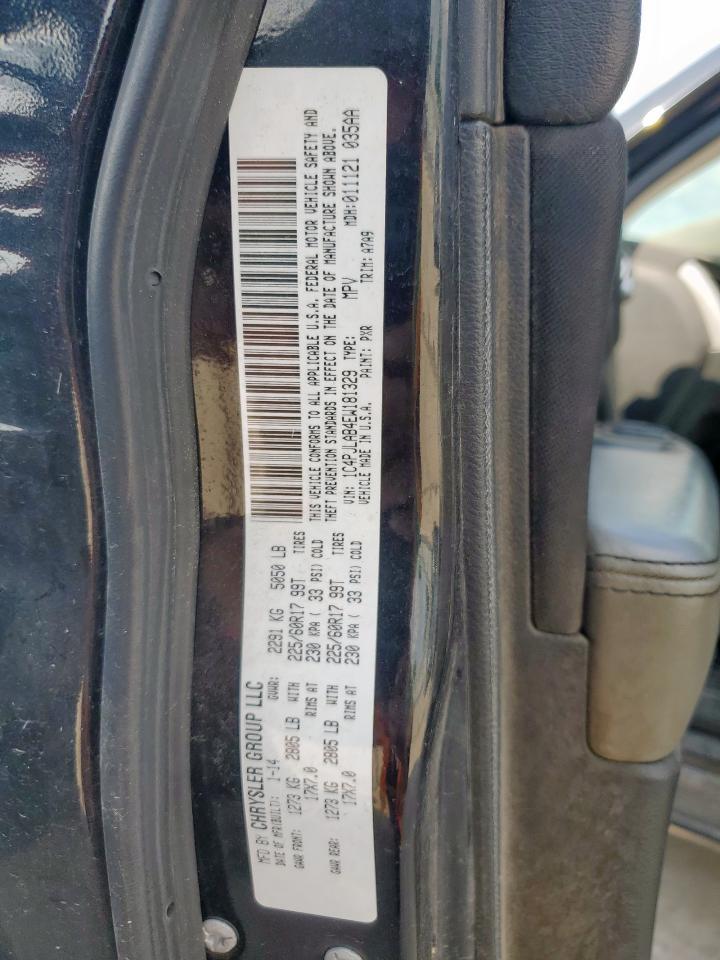 MFD BY CHRYSLER GROUP LLC
DATE OF MFR(BUILT): 1-14 GVWR: 2291 KG 5050 LB
GAWR FRONT: 1273 KG 2805 LB WITH 225/60R17 99T TIRES
17X7.0 RIMS AT 230 KPA ( 33 PSI) COLD
GAWR REAR: 1273 KG 2805 LB WITH 225/60R17 99T TIRES
17X7.0 RIMS AT 230 KPA ( 33 PSI) COLD
THIS VEHICLE CONFORMS TO ALL APPLICABLE U.S.A. FEDERAL MOTOR VEHICLE SAFETY AND
THEFT PREVENTION STANDARDS IN EFFECT ON THE DATE OF MANUFACTURE SHOWN ABOVE.
VIN: 1C4PJLAB4EW181329 TYPE: MPV MDH:011121 035AA
VEHICLE MADE IN U.S.A. PAINT: PXR TRIM: A7A9